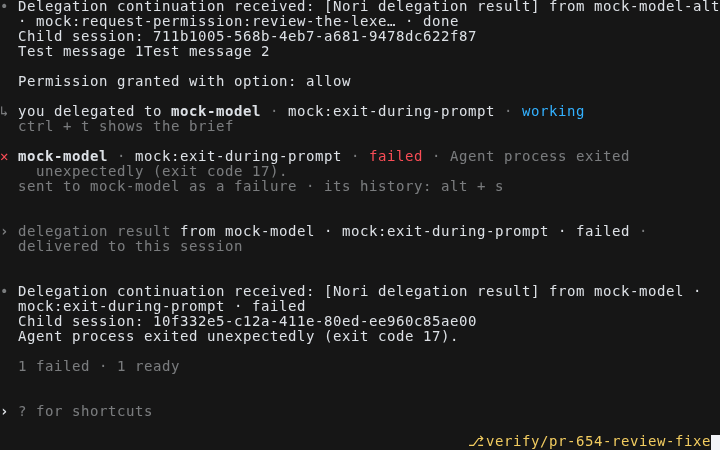 • Delegation continuation received: [Nori delegation result] from mock-model-alt
· mock:request-permission:review-the-lexe… · done
Child session: 711b1005-568b-4eb7-a681-9478dc622f87
Test message 1Test message 2
Permission granted with option: allow
↳ you delegated to mock-model · mock:exit-during-prompt · working
ctrl + t shows the brief
✕ mock-model · mock:exit-during-prompt · failed · Agent process exited
unexpectedly (exit code 17).
sent to mock-model as a failure · its history: alt + s
› delegation result from mock-model · mock:exit-during-prompt · failed ·
delivered to this session
• Delegation continuation received: [Nori delegation result] from mock-model ·
mock:exit-during-prompt · failed
Child session: 10f332e5-c12a-411e-80ed-ee960c85ae00
Agent process exited unexpectedly (exit code 17).
1 failed · 1 ready
› ? for shortcuts
⎇verify/pr-654-review-fixe